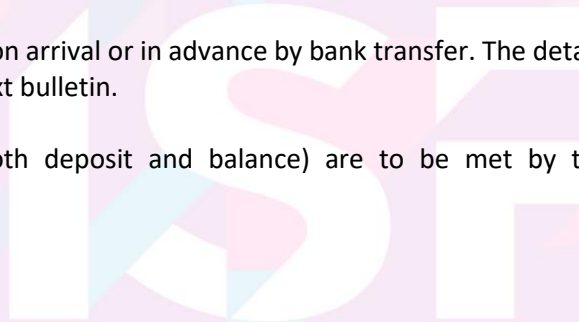 on arrival or in advance by bank transfer. The deta
xt bulletin.
oth deposit and balance) are to be met by t
ISF